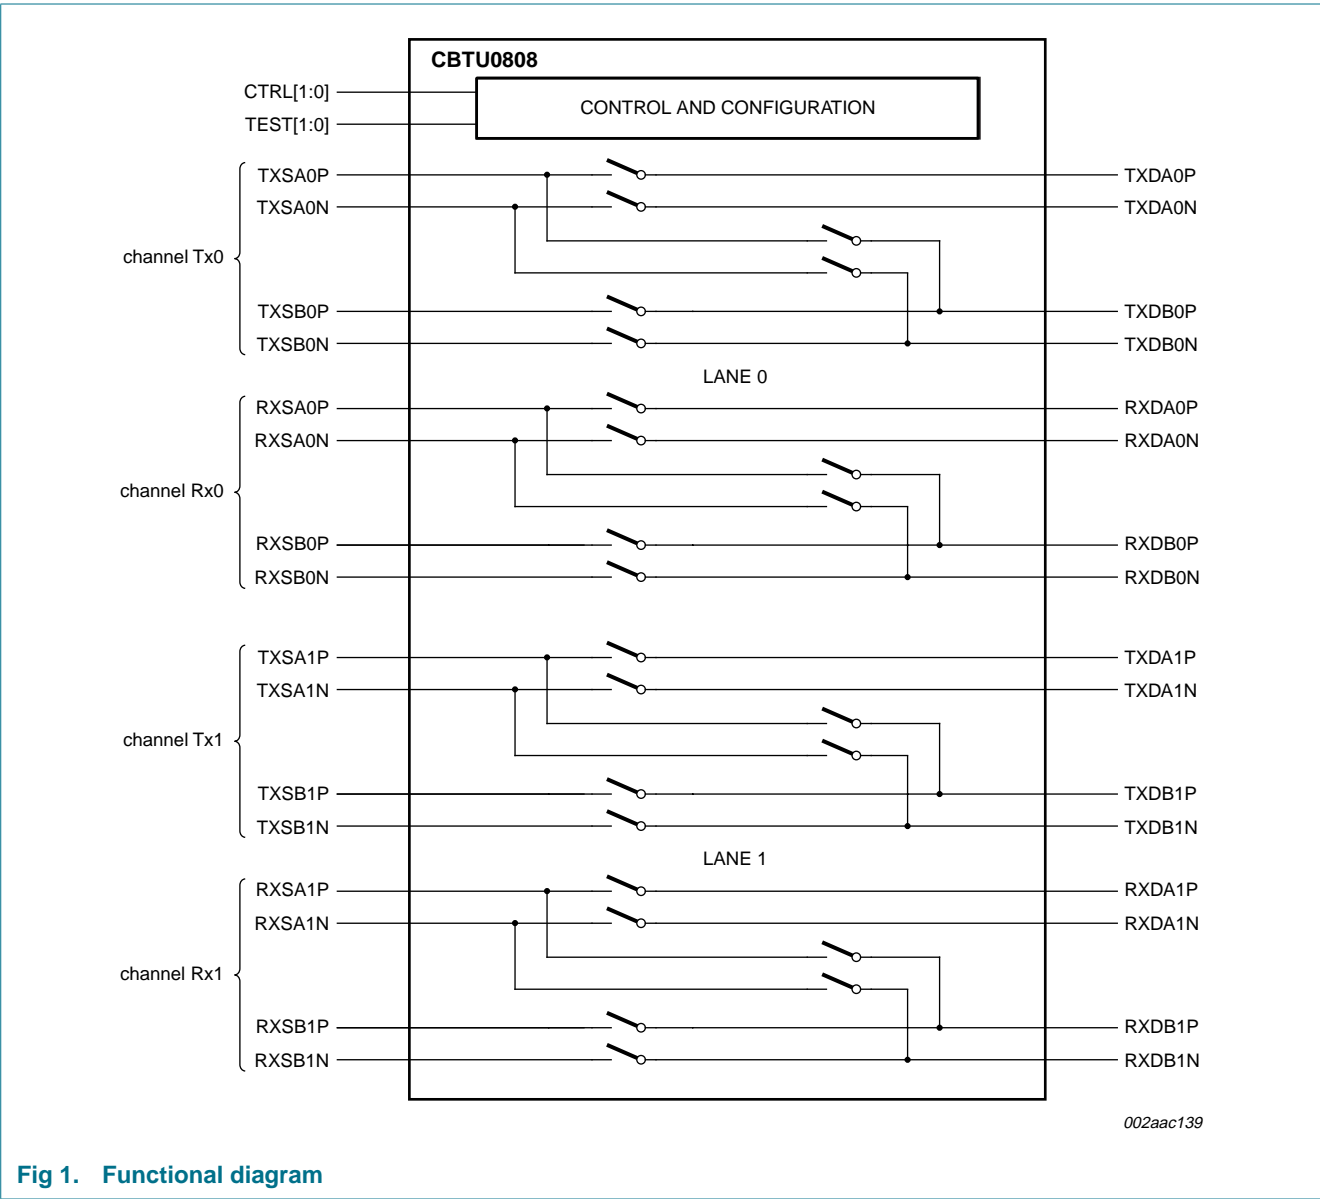 CBTU0808
CTRL[1:0]
CONTROL AND CONFIGURATION
TEST[1:0]
TXSA0P
TXDA0P
TXSA0N
TXDA0N
channel Tx0
TXSB0P
TXDB0P
TXSB0N
TXDB0N
LANE 0
RXSA0P
RXDA0P
RXSA0N
RXDA0N
channel Rx0
RXSB0P
RXDB0P
RXSB0N
RXDB0N
TXSA1P
TXDA1P
TXSA1N
TXDA1N
channel Tx1
TXSB1P
TXDB1P
TXSB1N
TXDB1N
LANE 1
RXSA1P
RXDA1P
RXSA1N
RXDA1N
channel Rx1
RXSB1P
RXDB1P
RXSB1N
RXDB1N
002aac139
Fig 1. Functional diagram